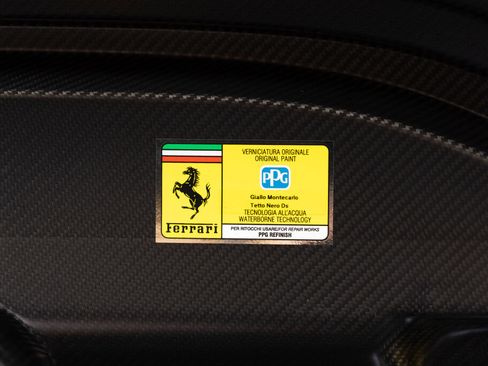 VERNICIATURA ORIGINALE
ORIGINAL PAINT
PPG
Giallo Montecarlo
Tetto Nero Ds
TECNOLOGIA ALL'ACQUA
WATERBORNE TECHNOLOGY
Ferrari
PER RITOCCHI USARE/FOR REPAIR WORKS
PPG REFINISH